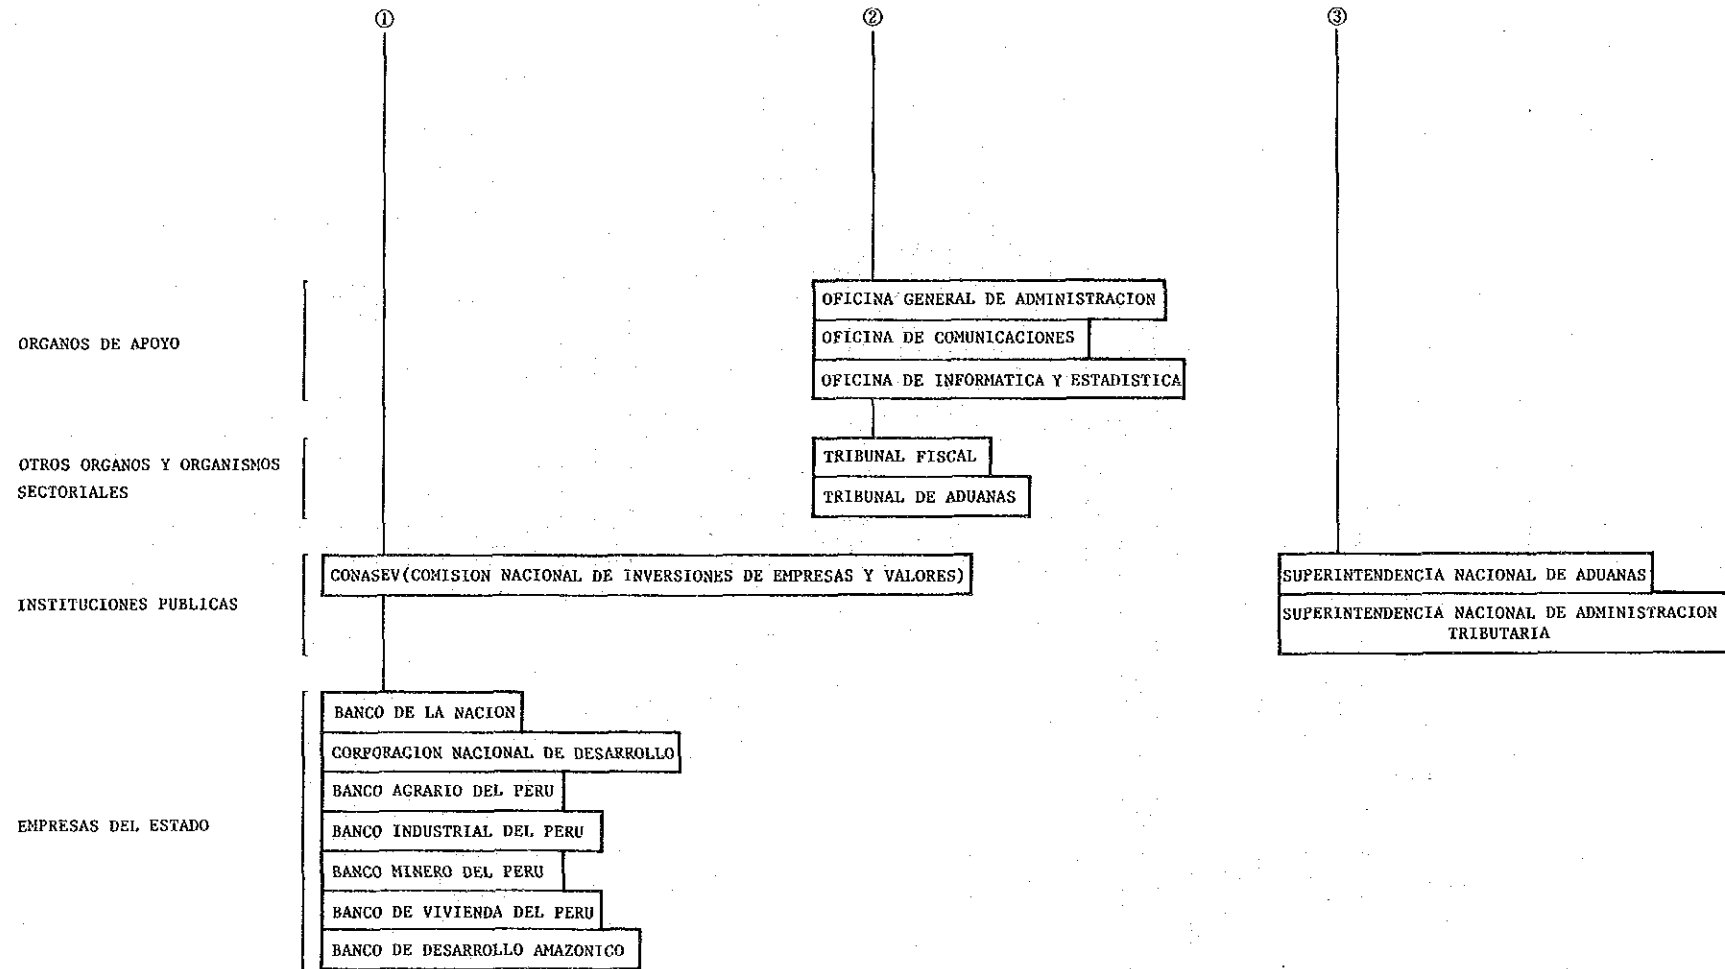 ① ② ③
ORGANOS DE APOYO
OFICINA GENERAL DE ADMINISTRACION
OFICINA DE COMUNICACIONES
OFICINA DE INFORMATICA Y ESTADISTICA
OTROS ORGANOS Y ORGANISMOS
SECTORIALES
TRIBUNAL FISCAL
TRIBUNAL DE ADUANAS
INSTITUCIONES PUBLICAS
CONASEV(COMISION NACIONAL DE INVERSIONES DE EMPRESAS Y VALORES)
SUPERINTENDENCIA NACIONAL DE ADUANAS
SUPERINTENDENCIA NACIONAL DE ADMINISTRACION
TRIBUTARIA
EMPRESAS DEL ESTADO
BANCO DE LA NACION
CORPORACION NACIONAL DE DESARROLLO
BANCO AGRARIO DEL PERU
BANCO INDUSTRIAL DEL PERU
BANCO MINERO DEL PERU
BANCO DE VIVIENDA DEL PERU
BANCO DE DESARROLLO AMAZONICO